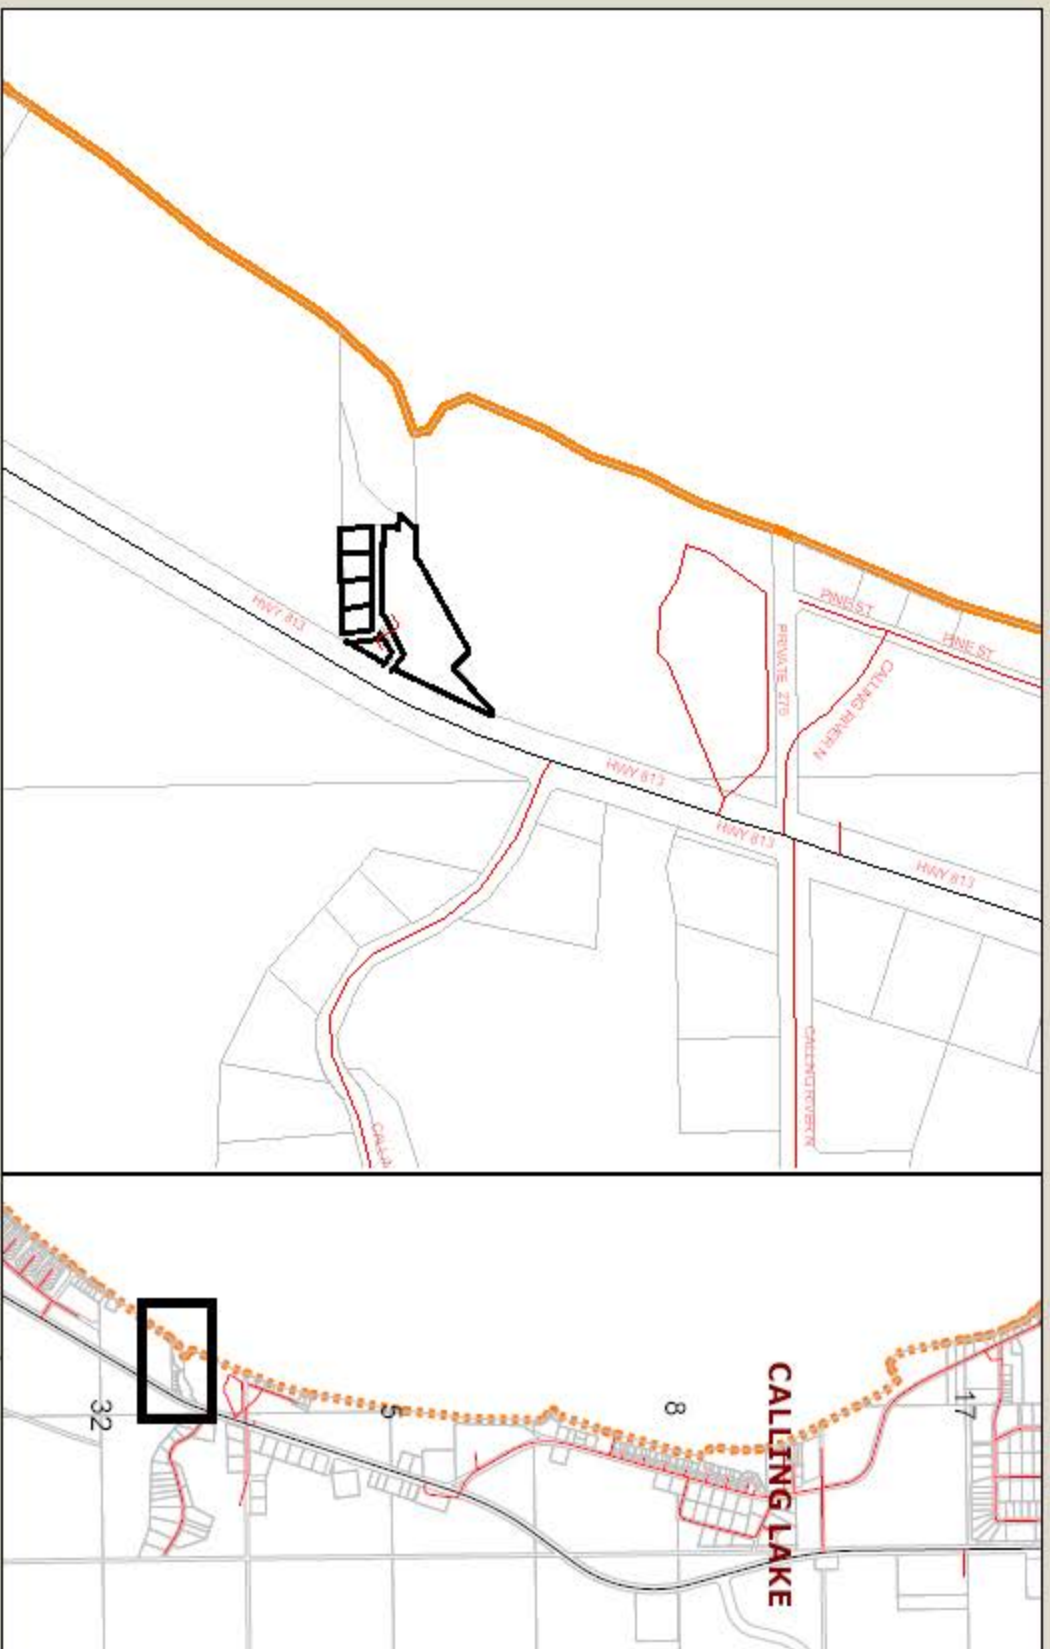 HWY 813
PINE ST
PINE ST
PRIVATE 270
CALLING RIVER N
HWY 813
HWY 813
HWY 813
CALLING RIVER N
32
5
8
17
CALLING LAKE